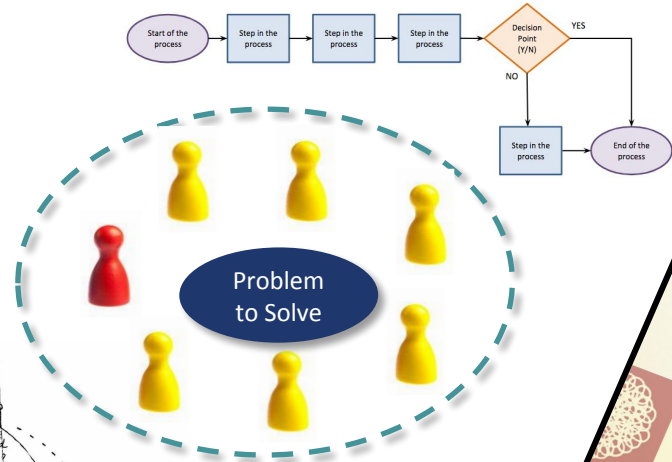 Start of the
process
Step in the
process
Step in the
process
Step in the
process
Decision
Point
(Y/N)
YES
NO
Step in the
process
End of the
process
Problem
to Solve